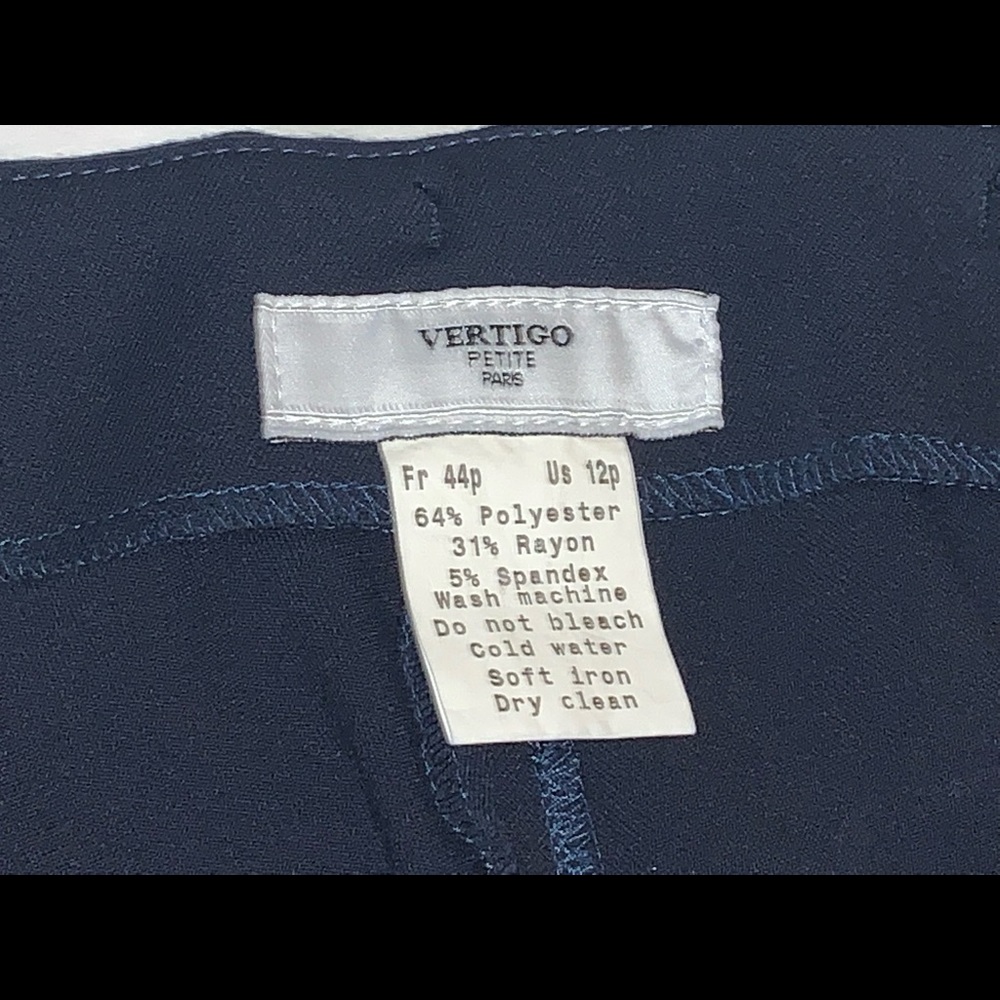 VERTIGO
PETITE
PARIS
Fr 44p Us 12p
64% Polyester
31% Rayon
5% Spandex
Wash machine
Do not bleach
Cold water
Soft iron
Dry clean